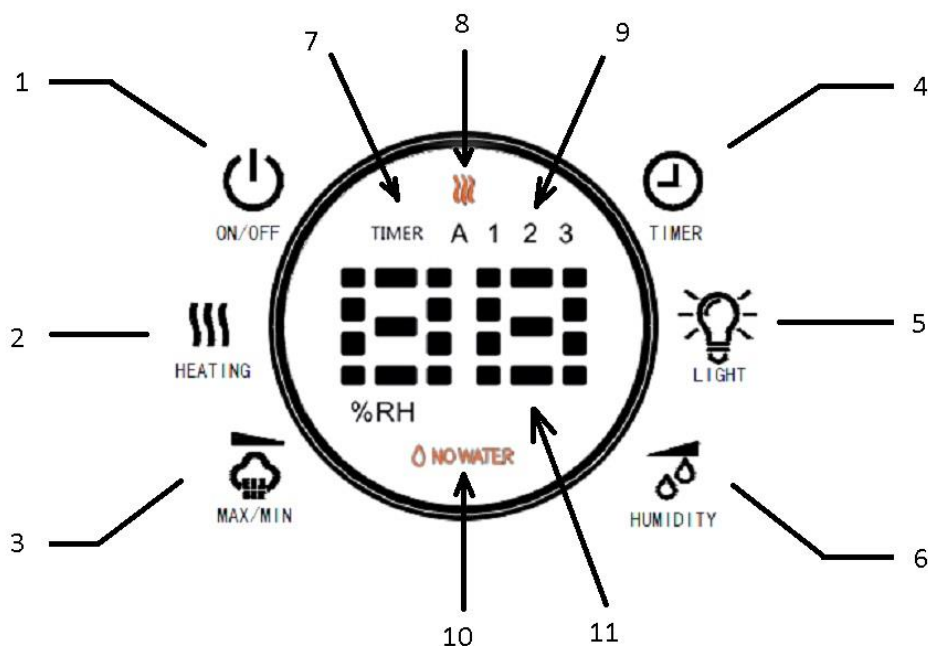 7
8
9
1
4
ON/OFF
TIMER A 1 2 3
TIMER
2
HEATING
5
LIGHT
%RH
NO WATER
3
MAX/MIN
HUMIDITY
6
10
11